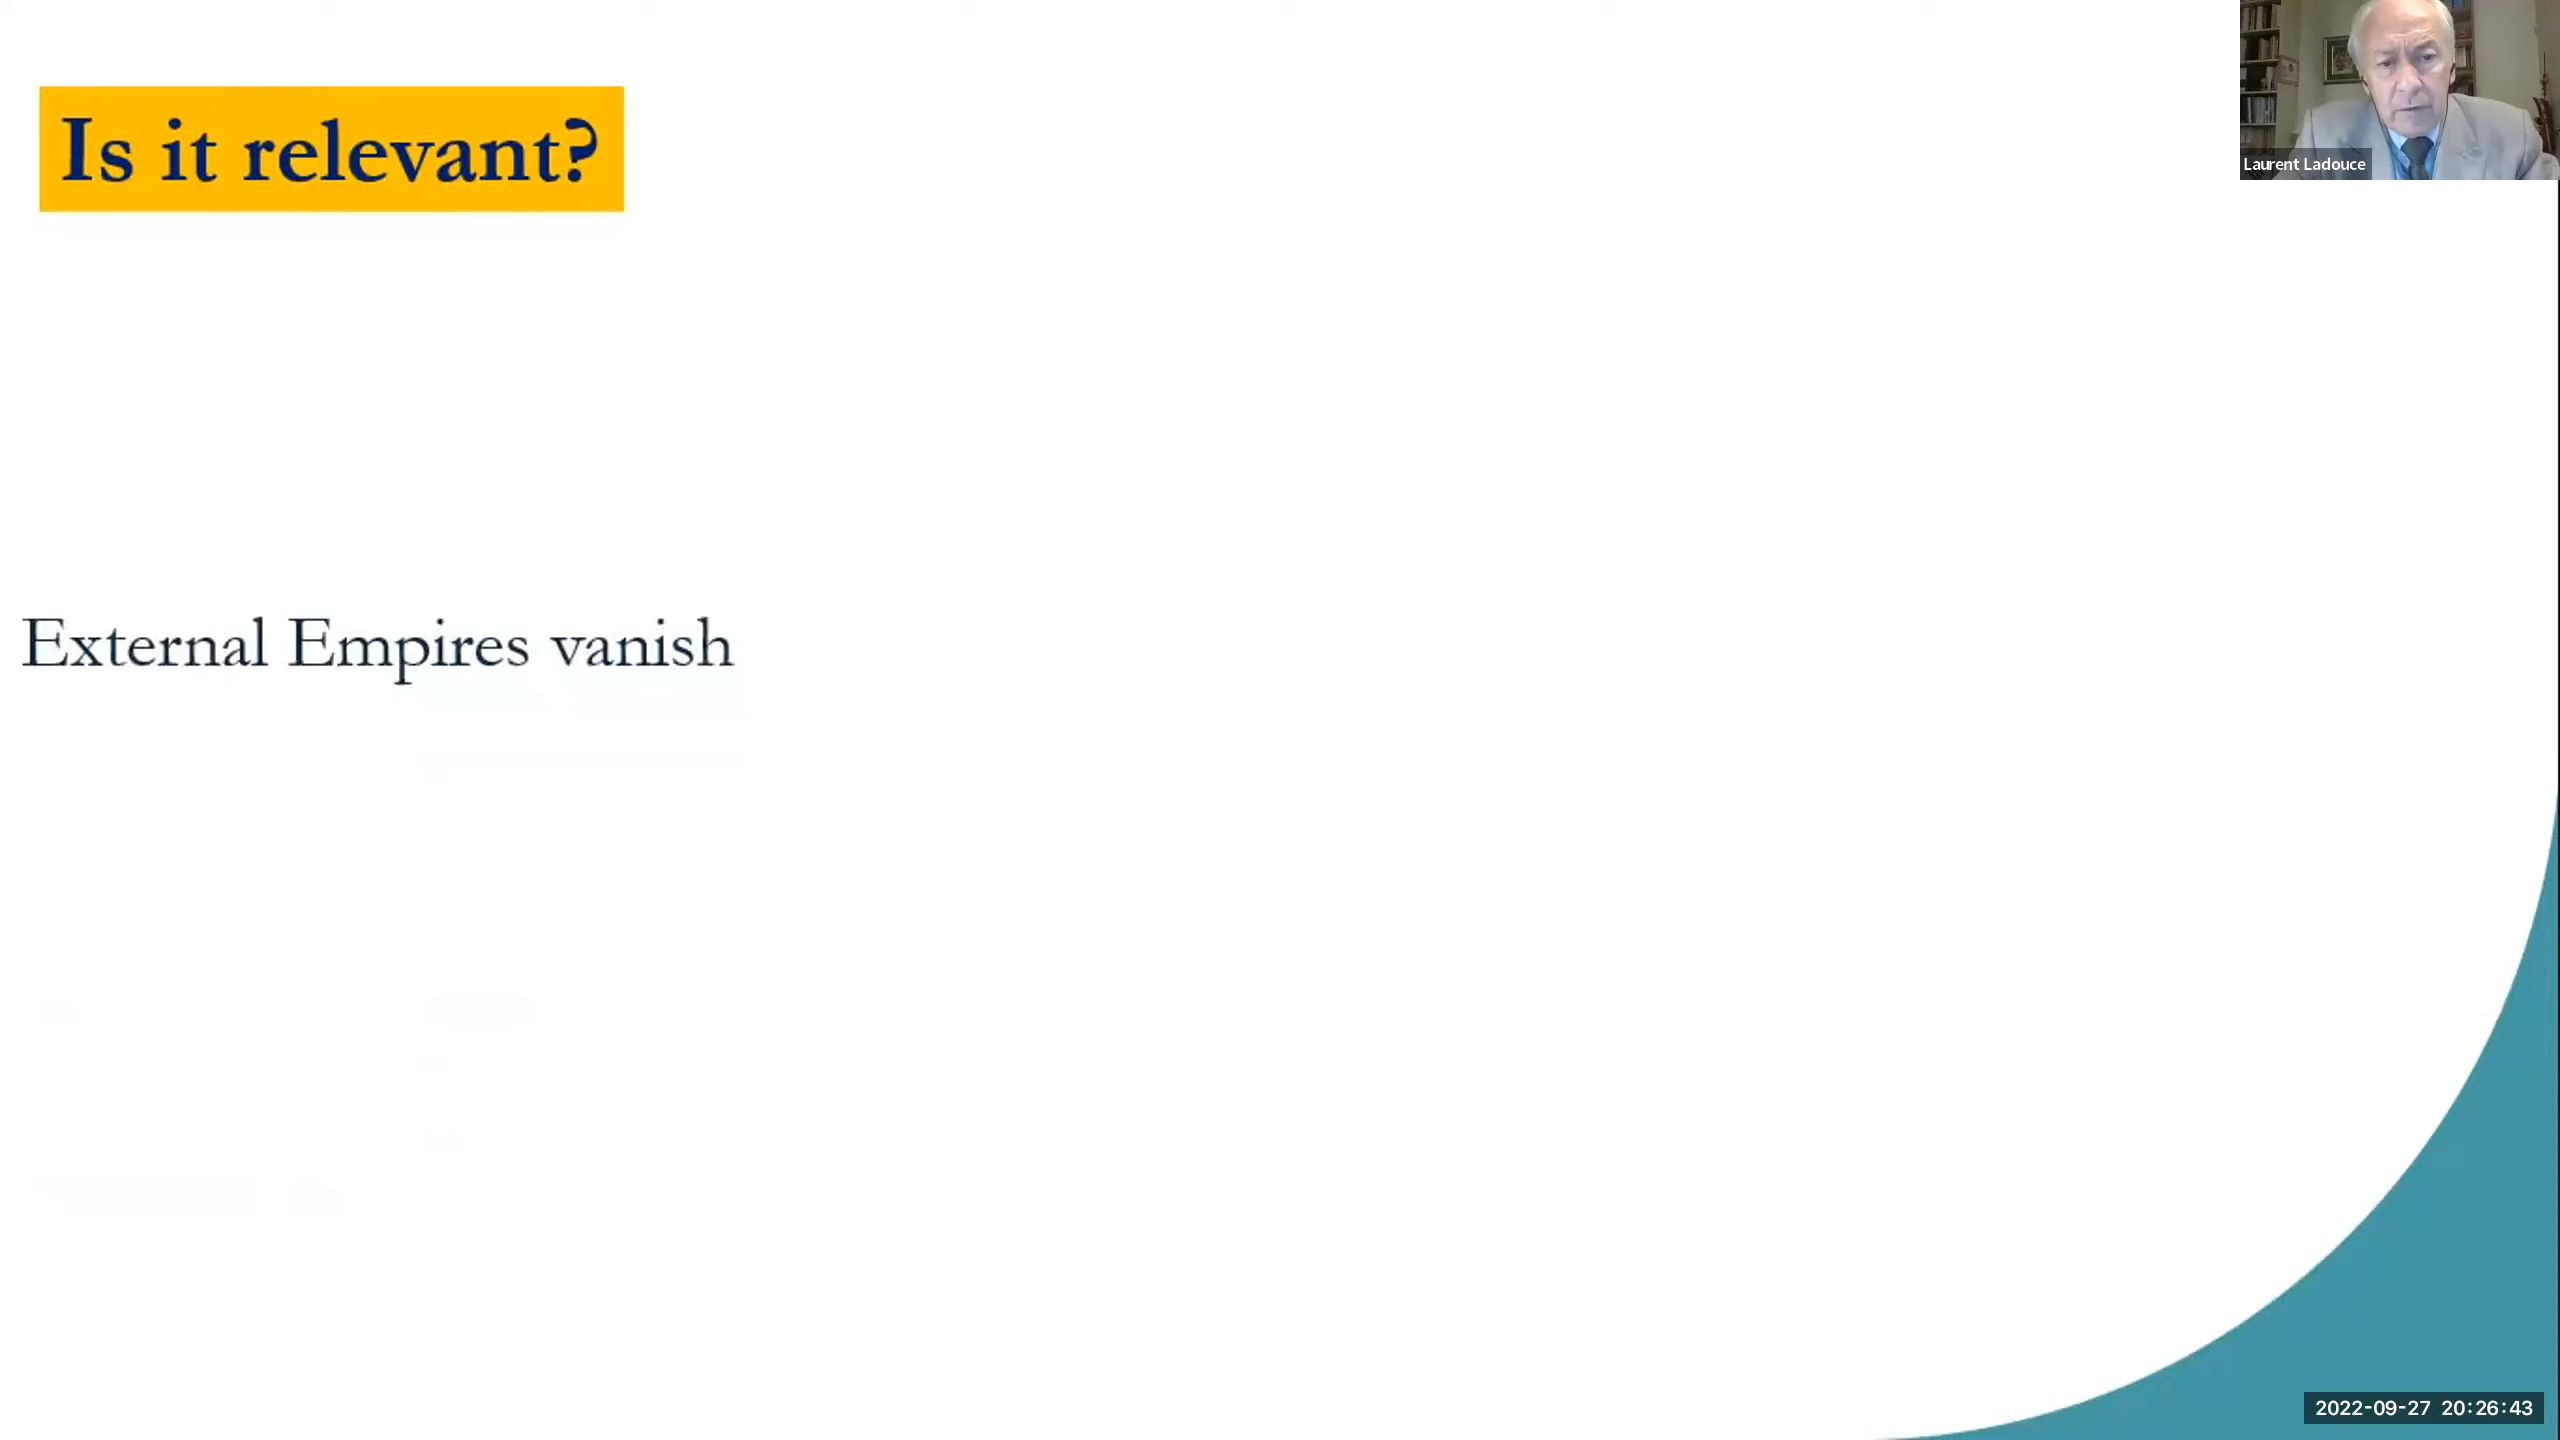 Is it relevant?
Laurent Ladouce
External Empires vanish
2022-09-27 20:26:43